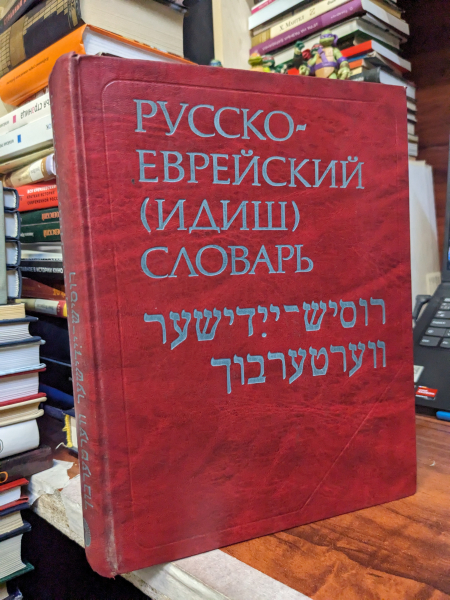 РУССКО-
ЕВРЕЙСКИЙ
(ИДИШ)
СЛОВАРЬ
רוסיש-ייִדישער
ווערטערבוך